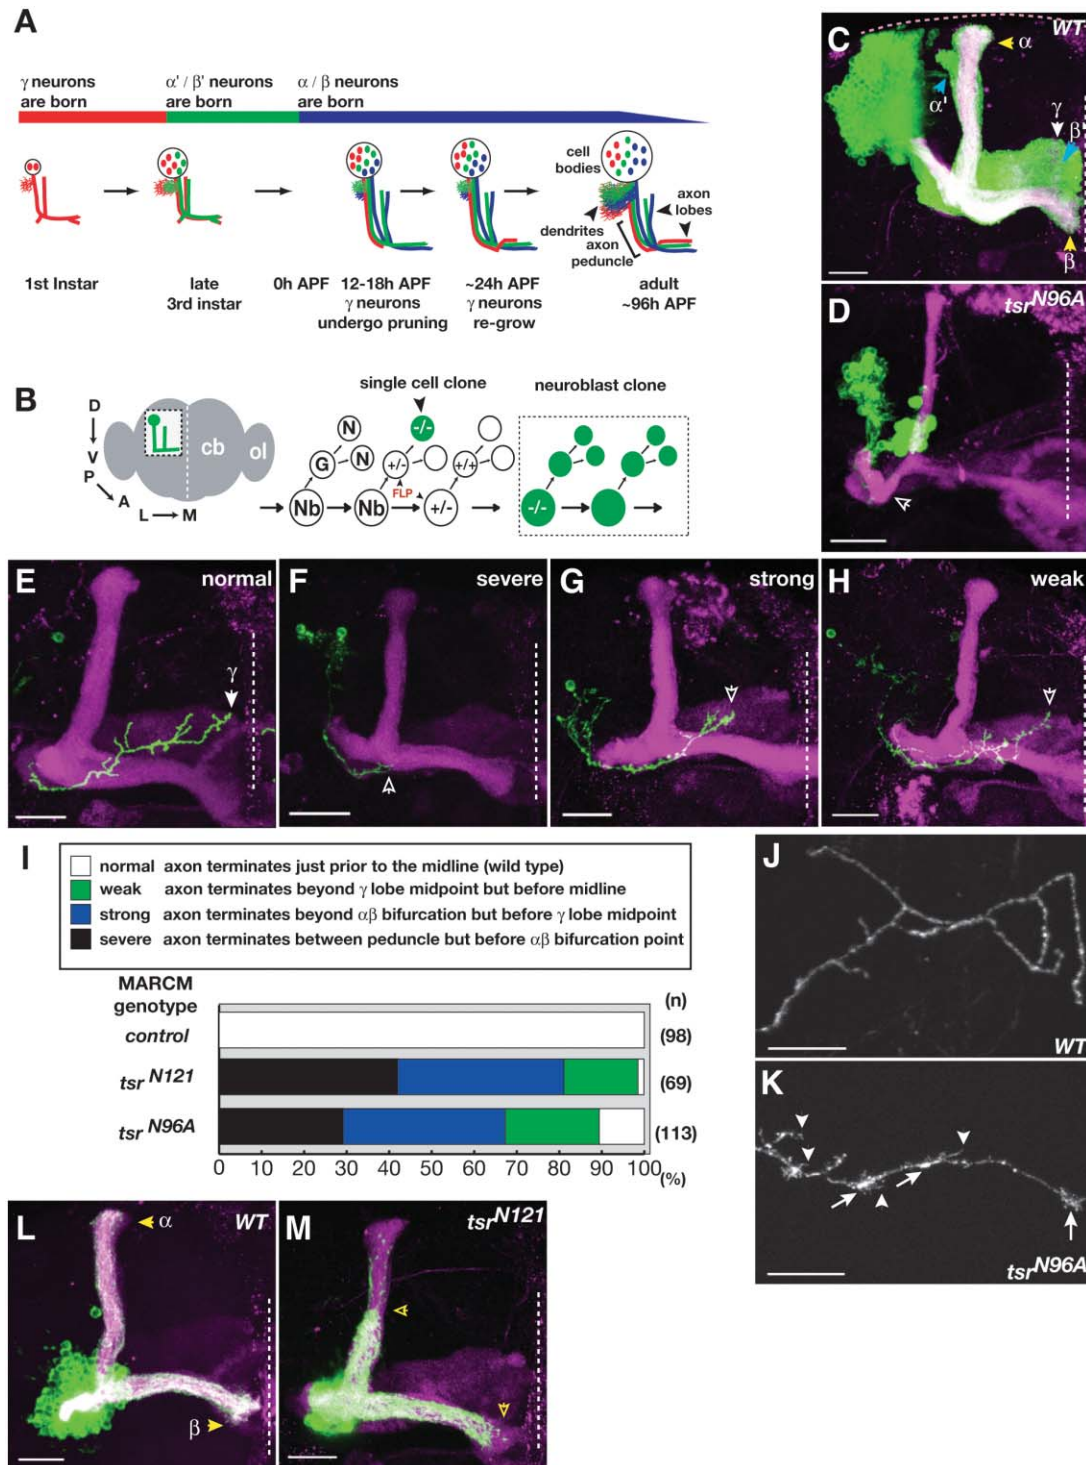 A
γ neurons
are born
α' / β' neurons
are born
α / β neurons
are born
cell
bodies
axon
lobes
dendrites
axon
peduncle
1st Instar
late
3rd instar
0h APF
12-18h APF
γ neurons
undergo pruning
~24h APF
γ neurons
re-grow
adult
~96h APF
B
D
V
P
A
L
M
cb
ol
single cell clone
neuroblast clone
Nb
G
N
N
Nb
+/-
-/-
FLP
+/-
+/+
-/-
C
WT
α
α'
γ
β'
β
D
tsrN96A
E
normal
γ
F
severe
G
strong
H
weak
I
normal axon terminates just prior to the midline (wild type)
weak axon terminates beyond γ lobe midpoint but before midline
strong axon terminates beyond αβ bifurcation but before γ lobe midpoint
severe axon terminates between peduncle but before αβ bifurcation point
MARCM
genotype
(n)
control
(98)
tsr N121
(69)
tsr N96A
(113)
0 10 20 30 40 50 60 70 80 90 100
(%)
J
WT
K
tsrN96A
L
WT
α
β
M
tsrN121